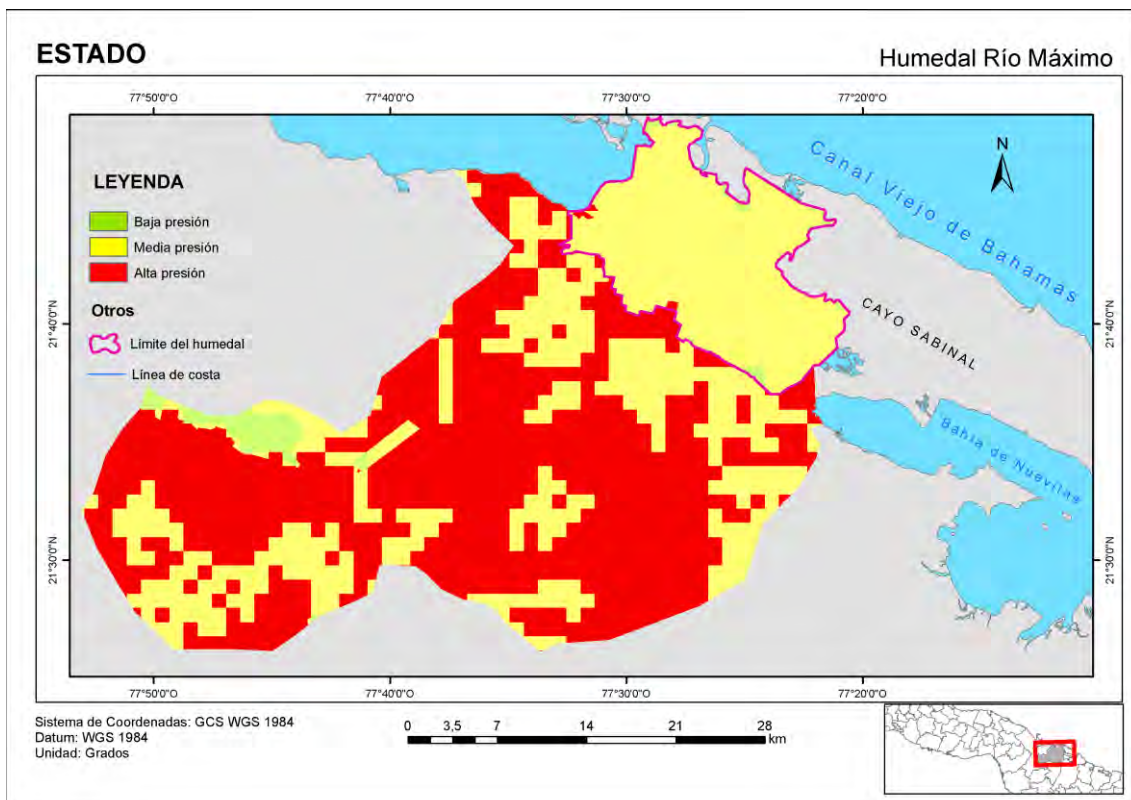 ESTADO
Humedal Río Máximo
77°50'0"O
77°40'0"O
77°30'0"O
77°20'0"O
LEYENDA
Baja presión
Media presión
Alta presión
Otros
Límite del humedal
Línea de costa
N
Canal Viejo de Bahamas
CAYO SABINAL
Bahía de Nuevitas
21°40'0"N
21°30'0"N
21°40'0"N
21°30'0"N
77°50'0"O
77°40'0"O
77°30'0"O
77°20'0"O
Sistema de Coordenadas: GCS WGS 1984
Datum: WGS 1984
Unidad: Grados
0 3,5 7 14 21 28
km